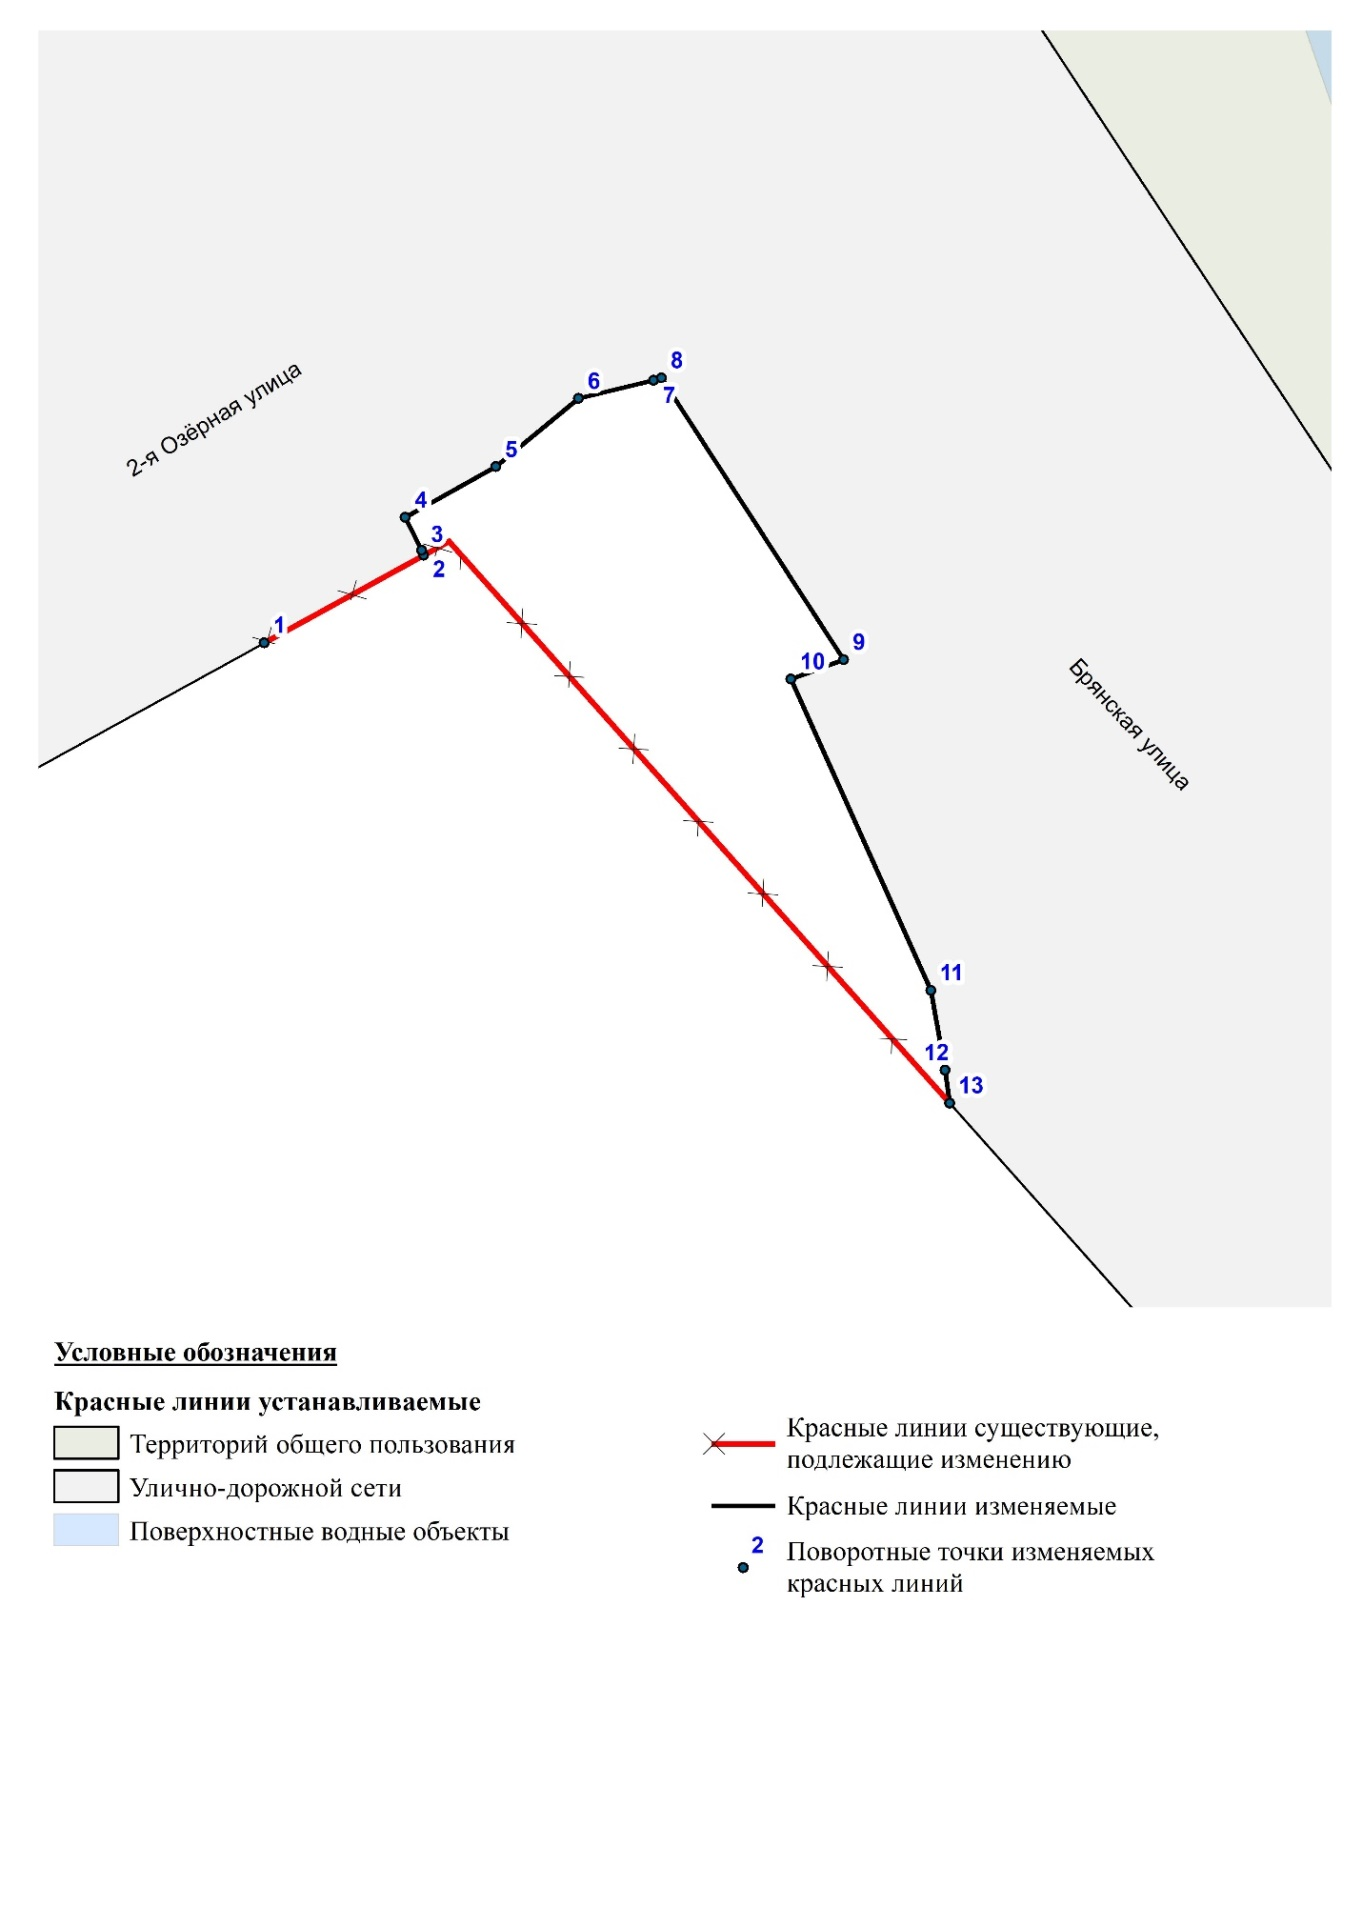 8
7
6
2-я Озёрная улица
5
4
3
2
1
9
10
Брянская улица
11
12
13
Условные обозначения
Красные линии устанавливаемые
Территорий общего пользования
Улично-дорожной сети
Поверхностные водные объекты
Красные линии существующие,
подлежащие изменению
Красные линии изменяемые
2
Поворотные точки изменяемых
красных линий